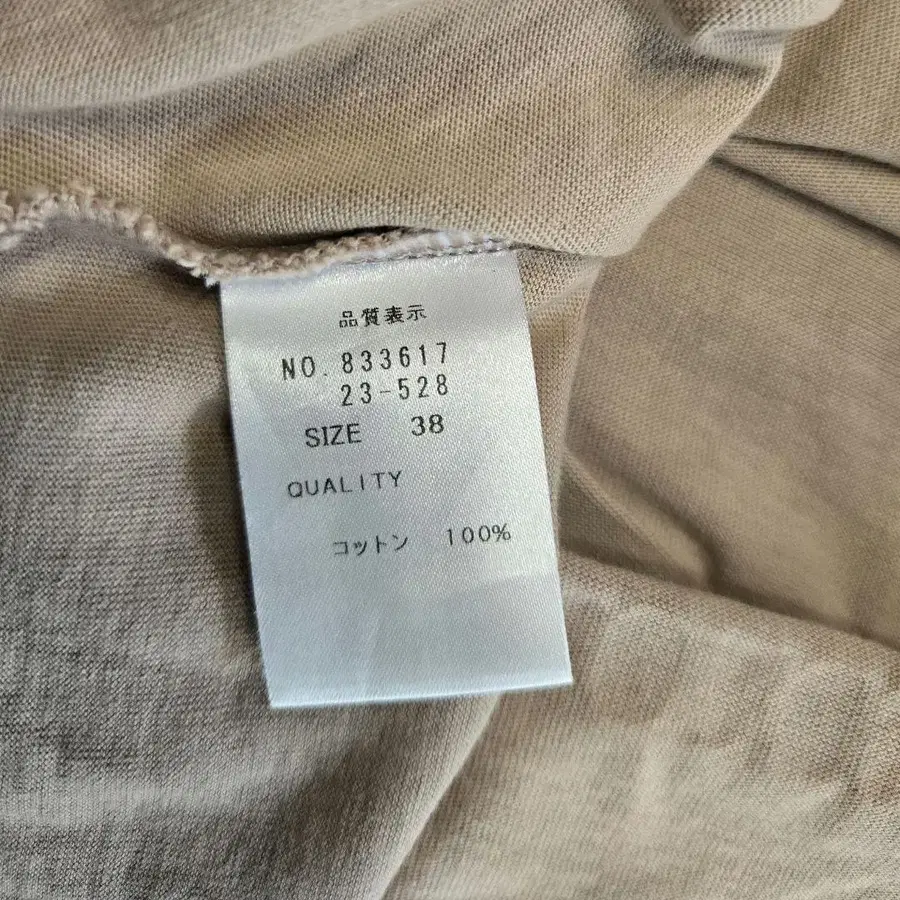 品質表示
NO. 833617
23-528
SIZE 38
QUALITY
コットン 100%